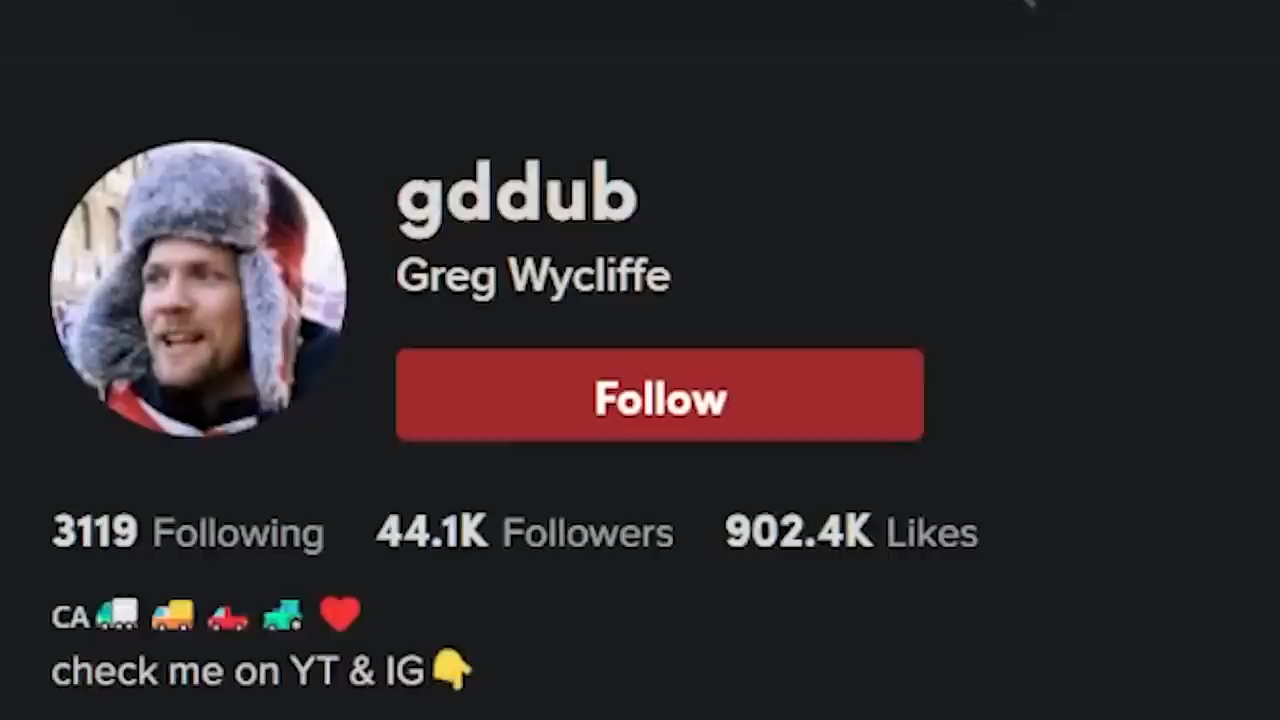 gddub
Greg Wycliffe
Follow
3119 Following 44.1K Followers 902.4K Likes
CA🚛 🚚 🛻 🚜 ❤️
check me on YT & IG👇